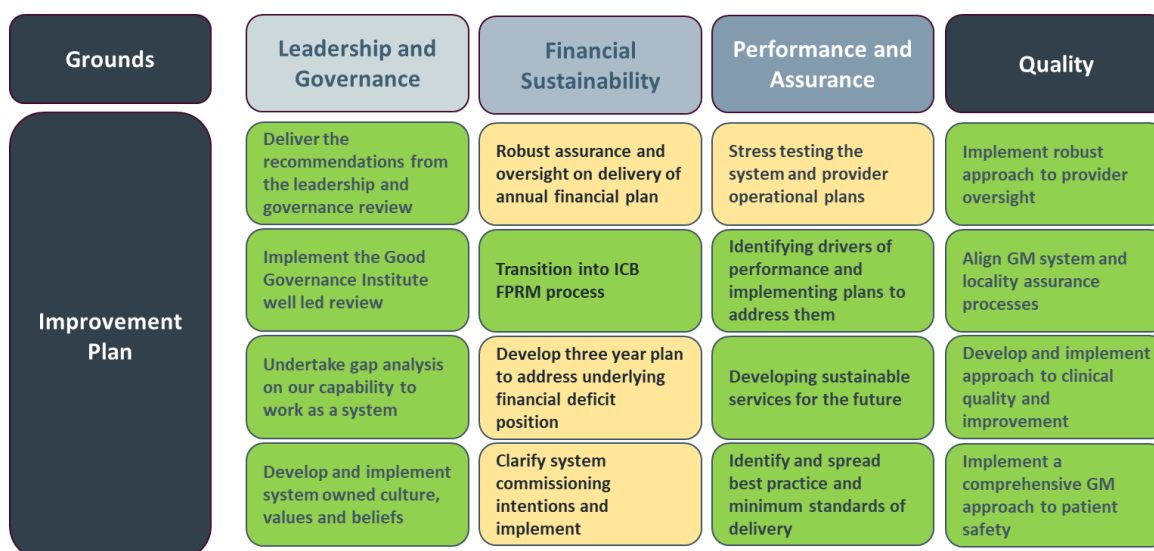 Grounds
Leadership and
Governance
Financial
Sustainability
Performance and
Assurance
Quality
Improvement
Plan
Deliver the
recommendations from
the leadership and
governance review
Robust assurance and
oversight on delivery of
annual financial plan
Stress testing the
system and provider
operational plans
Implement robust
approach to provider
oversight
Implement the Good
Governance Institute
well led review
Transition into ICB
FPRM process
Identifying drivers of
performance and
implementing plans to
address them
Align GM system and
locality assurance
processes
Undertake gap analysis
on our capability to
work as a system
Develop three year plan
to address underlying
financial deficit
position
Developing sustainable
services for the future
Develop and implement
approach to clinical
quality and
improvement
Develop and implement
system owned culture,
values and beliefs
Clarify system
commissioning
intentions and
implement
Identify and spread
best practice and
minimum standards of
delivery
Implement a
comprehensive GM
approach to patient
safety